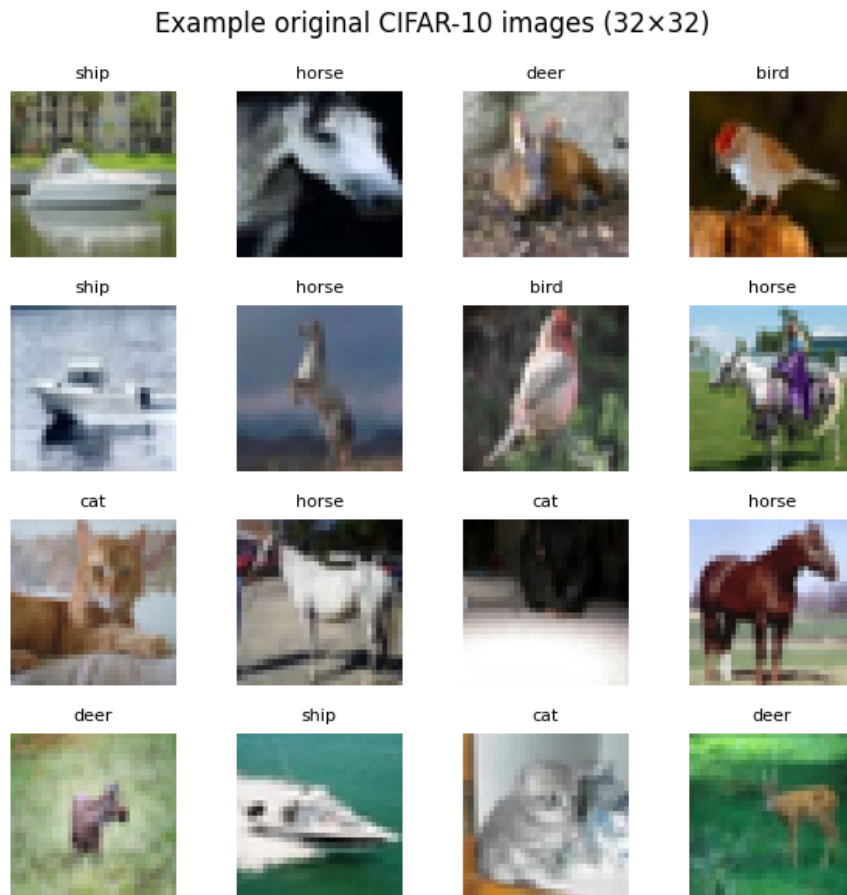 Example original CIFAR-10 images (32×32)
ship horse deer bird
ship horse bird horse
cat horse cat horse
deer ship cat deer